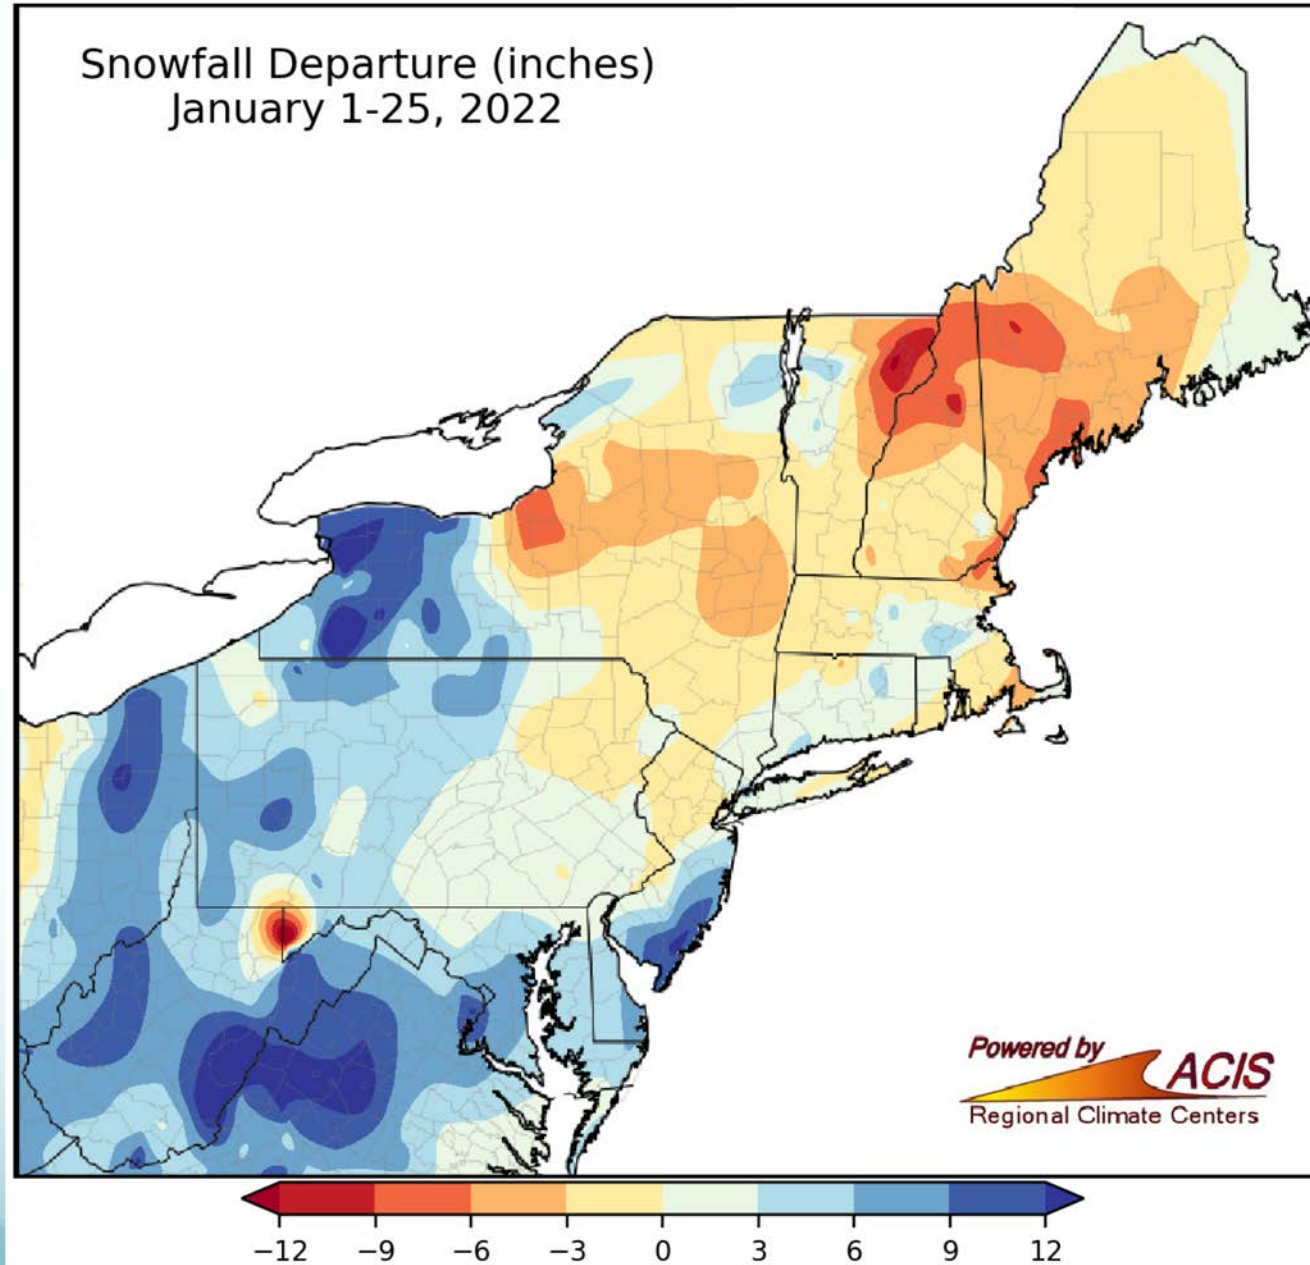 Snowfall Departure (inches)
January 1-25, 2022
Powered by
ACIS
Regional Climate Centers
−12 −9 −6 −3 0 3 6 9 12